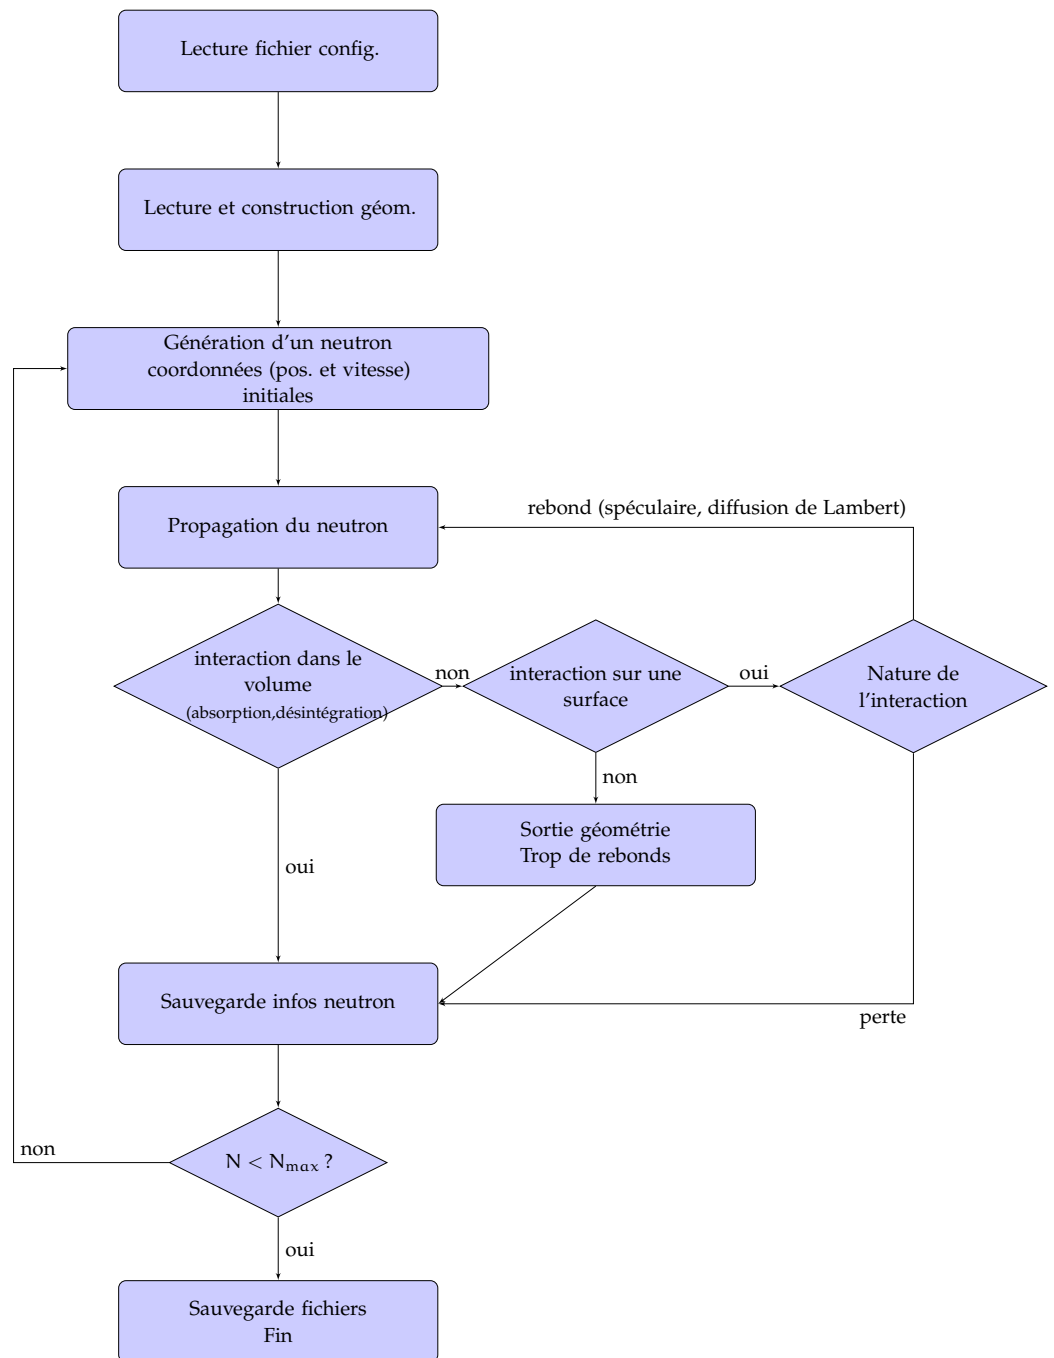 Lecture fichier config.
Lecture et construction géom.
Génération d'un neutron
coordonnées (pos. et vitesse)
initiales
rebond (spéculaire, diffusion de Lambert)
Propagation du neutron
interaction dans le
volume
(absorption,désintégration)
non
interaction sur une
surface
oui
Nature de
l'interaction
non
Sortie géométrie
Trop de rebonds
oui
Sauvegarde infos neutron
perte
non
N < Nmax ?
oui
Sauvegarde fichiers
Fin